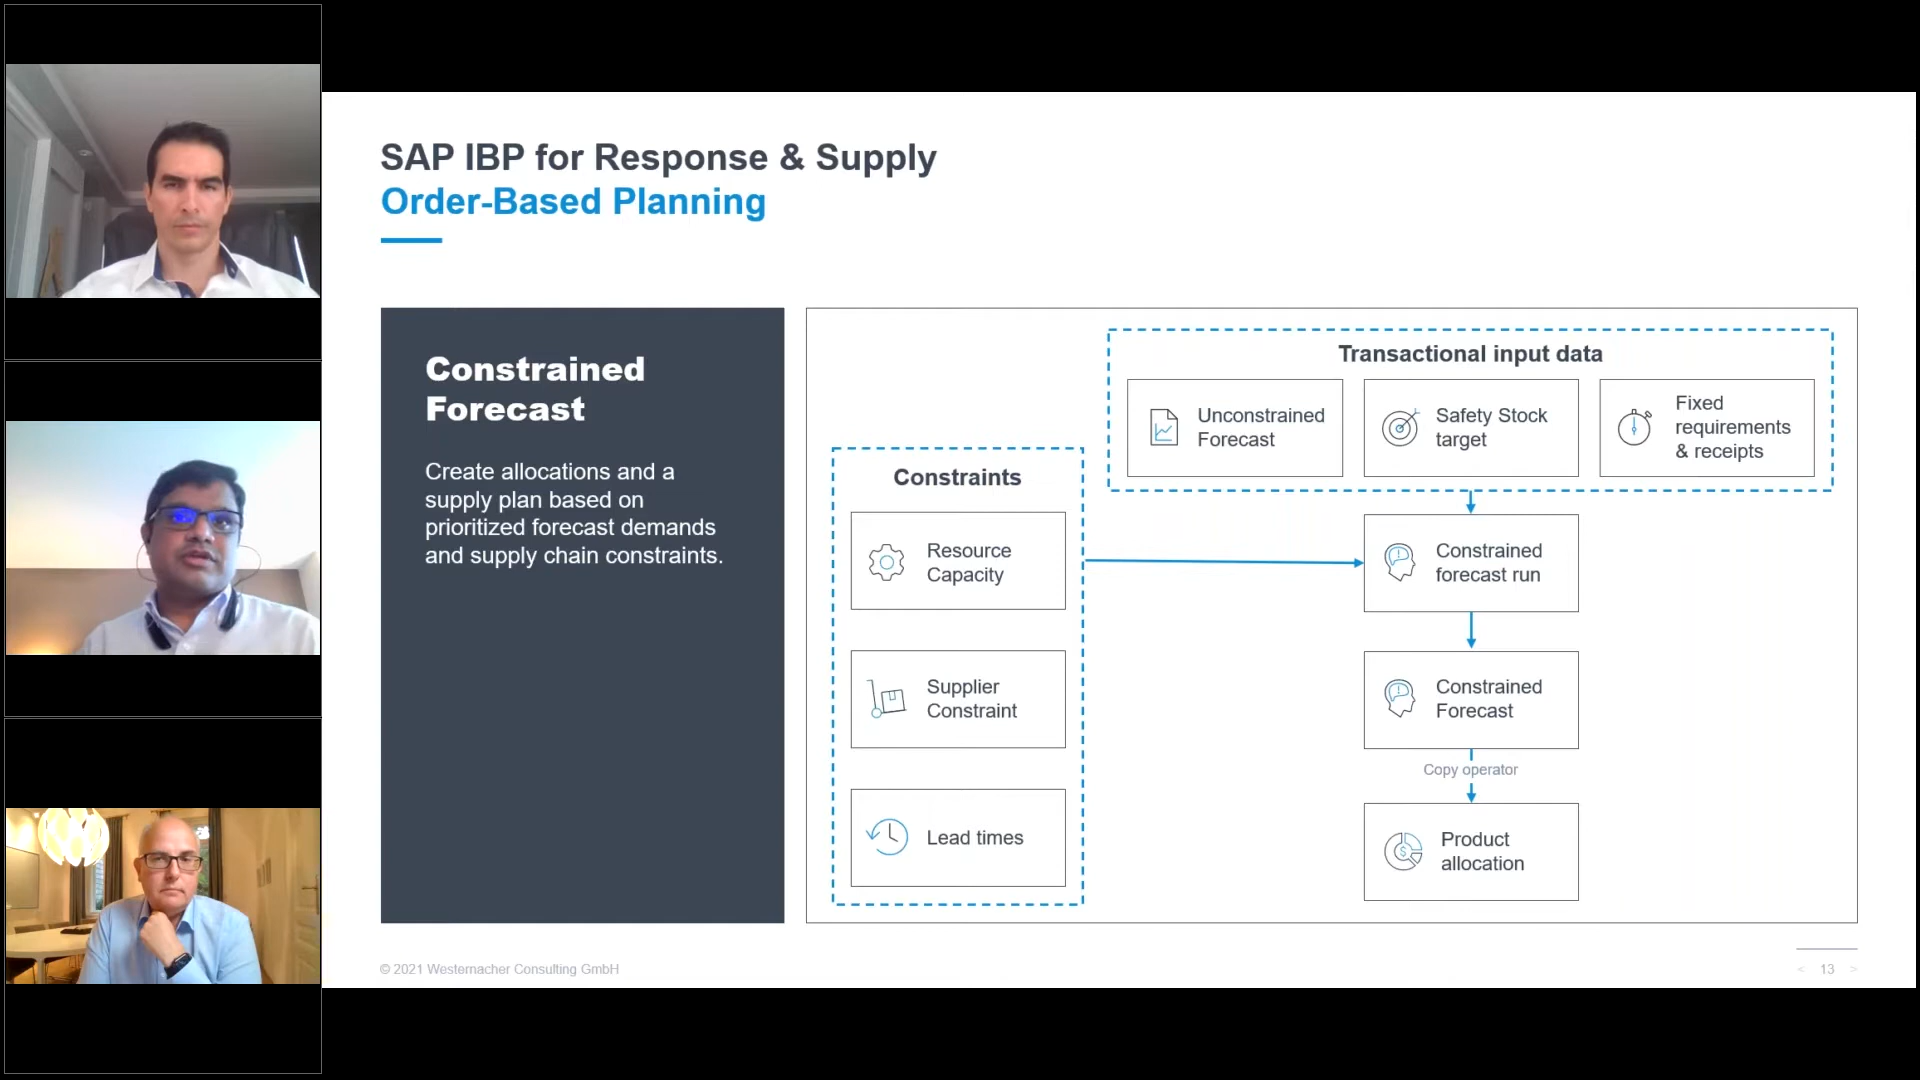 SAP IBP for Response & Supply
Order-Based Planning
Constrained
Forecast
Create allocations and a
supply plan based on
prioritized forecast demands
and supply chain constraints.
Transactional input data
Unconstrained
Forecast
Safety Stock
target
Fixed
requirements
& receipts
Constraints
Resource
Capacity
Supplier
Constraint
Lead times
Constrained
forecast run
Constrained
Forecast
Copy operator
Product
allocation
© 2021 Westernacher Consulting GmbH
< 13 >